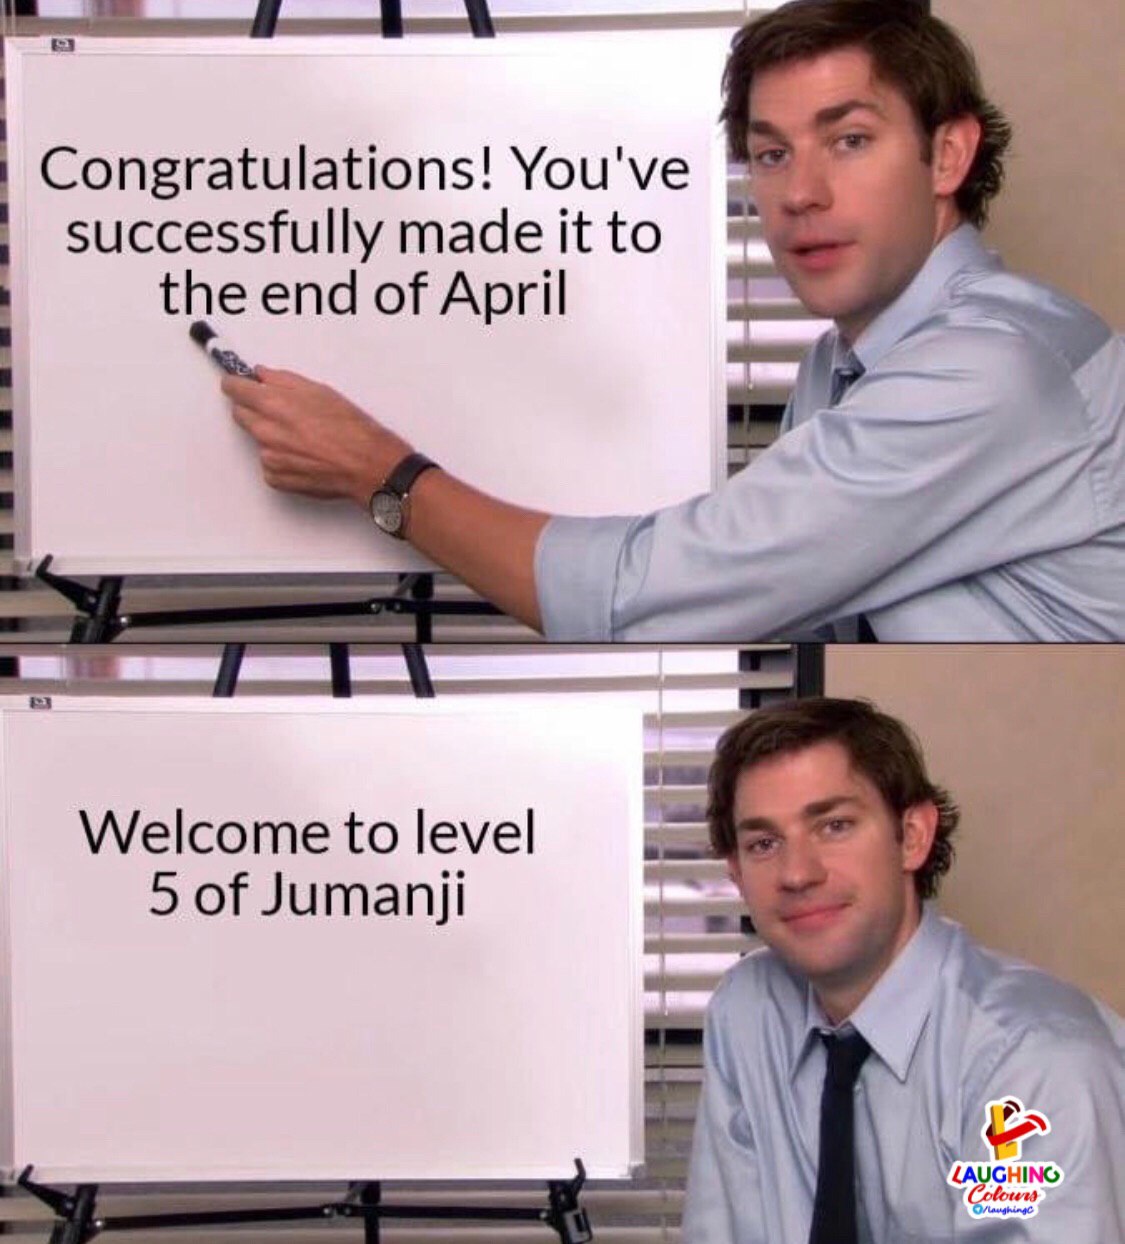 Congratulations! You've
successfully made it to
the end of April
Welcome to level
5 of Jumanji
LAUGHING
Colours
/laughingC